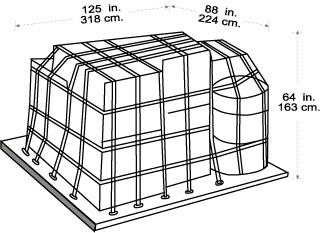 125 in.
318 cm.
88 in.
224 cm.
64 in.
163 cm.